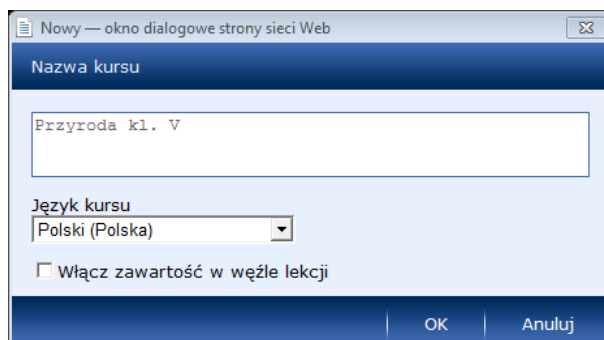 Nowy — okno dialogowe strony sieci Web
Nazwa kursu
Przyroda kl. V
Język kursu
Polski (Polska)
Włącz zawartość w węźle lekcji
OK Anuluj